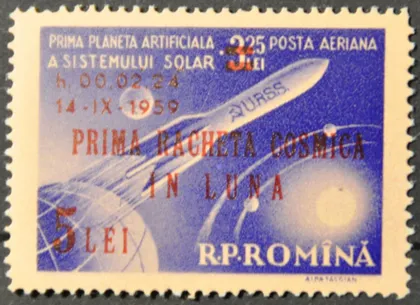 PRIMA PLANETA ARTIFICIALA
A SISTEMULUI SOLAR
3,25 POSTA AERIANA
LEI
h. 00.02.24
14-IX-1959
URSS
PRIMA RACHETA COSMICA
IN LUNA
5 LEI
R.P.ROMÎNĂ